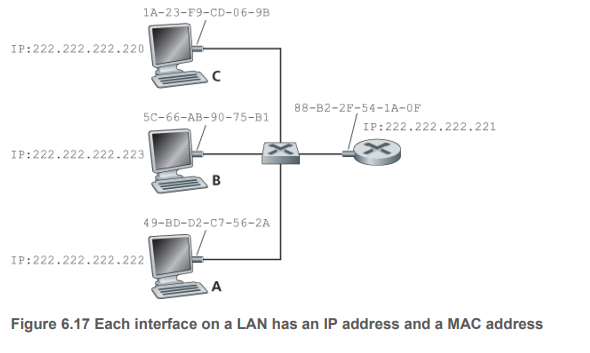 1A-23-F9-CD-06-9B
IP:222.222.222.220
C
88-B2-2F-54-1A-0F
IP:222.222.222.221
5C-66-AB-90-75-B1
IP:222.222.222.223
B
49-BD-D2-C7-56-2A
IP:222.222.222.222
A
Figure 6.17 Each interface on a LAN has an IP address and a MAC address